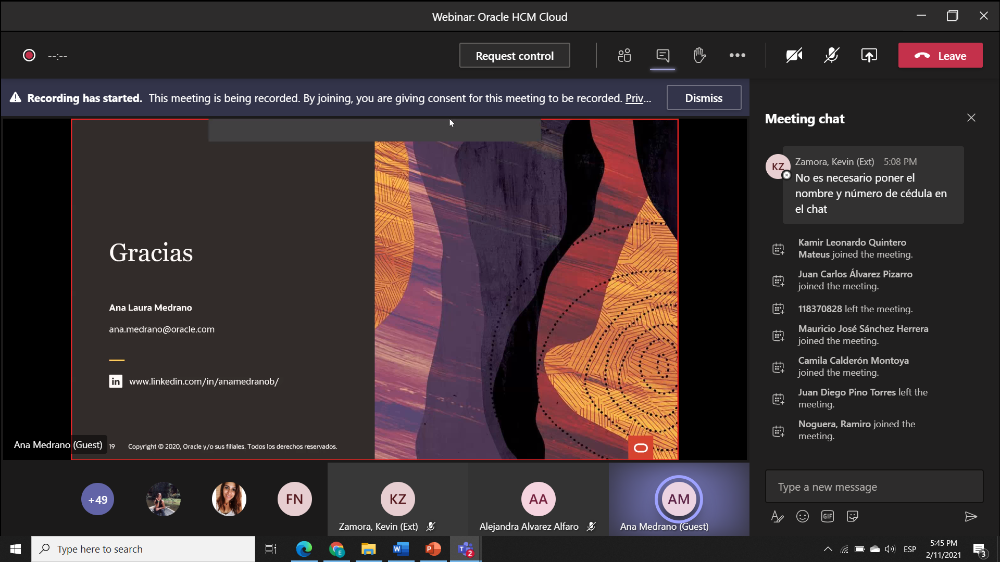 Webinar: Oracle HCM Cloud
--:--
Request control
Leave
Recording has started. This meeting is being recorded. By joining, you are giving consent for this meeting to be recorded. Priv...
Dismiss
Gracias
Ana Laura Medrano
ana.medrano@oracle.com
in www.linkedin.com/in/anamedranob/
Ana Medrano (Guest)
19 Copyright © 2020, Oracle y/o sus filiales. Todos los derechos reservados.
Meeting chat
KZ
Zamora, Kevin (Ext) 5:08 PM
No es necesario poner el
nombre y número de cédula en
el chat
Kamir Leonardo Quintero
Mateus joined the meeting.
Juan Carlos Álvarez Pizarro
joined the meeting.
118370828 left the meeting.
Mauricio José Sánchez Herrera
joined the meeting.
Camila Calderón Montoya
joined the meeting.
Juan Diego Pino Torres left the
meeting.
Noguera, Ramiro joined the
meeting.
Type a new message
GIF
+49
FN
KZ
Zamora, Kevin (Ext)
AA
Alejandra Alvarez Alfaro
AM
Ana Medrano (Guest)
Type here to search
E
W
P
T
2
ESP
5:45 PM
2/11/2021
3